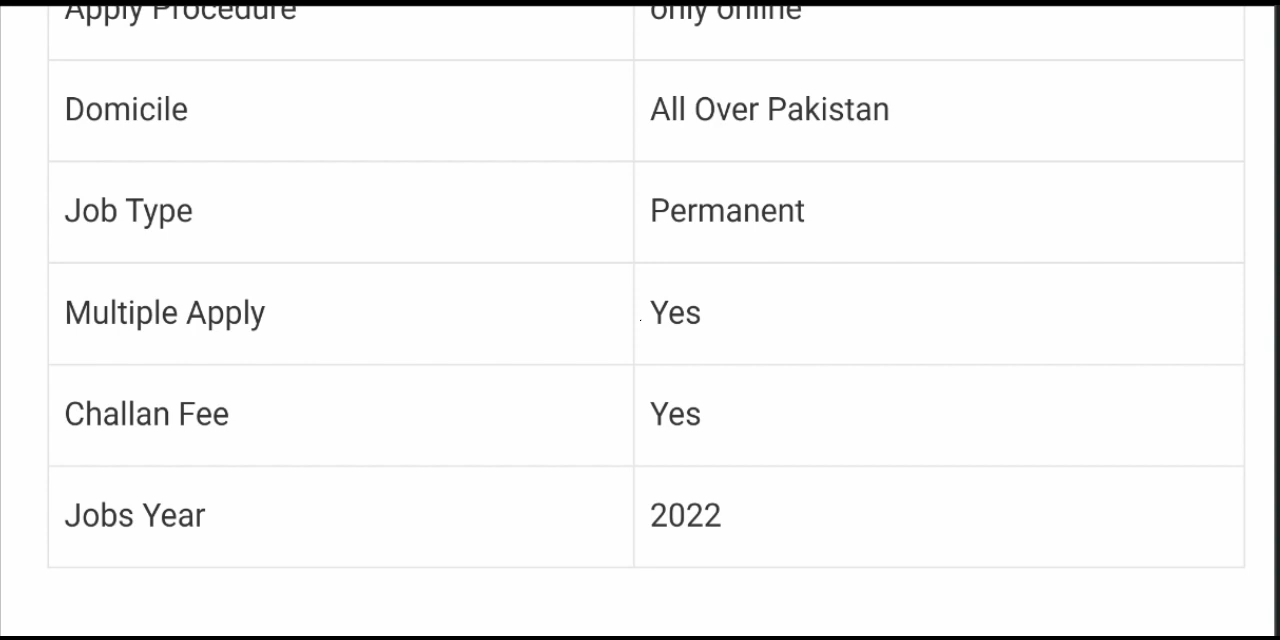 Apply Procedure only online
Domicile All Over Pakistan
Job Type Permanent
Multiple Apply Yes
Challan Fee Yes
Jobs Year 2022